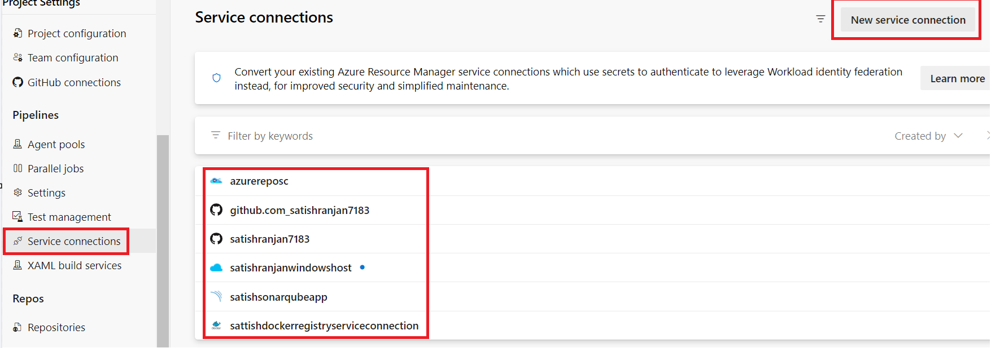 Project Settings
Project configuration
Team configuration
GitHub connections
Pipelines
Agent pools
Parallel jobs
Settings
Test management
Service connections
XAML build services
Repos
Repositories
Service connections
New service connection
Convert your existing Azure Resource Manager service connections which use secrets to authenticate to leverage Workload identity federation
instead, for improved security and simplified maintenance.
Learn more
Filter by keywords
Created by
azurereposc
github.com_satishranjan7183
satishranjan7183
satishranjanwindowshost
satishsonarqubeapp
sattishdockerregistryserviceconnection